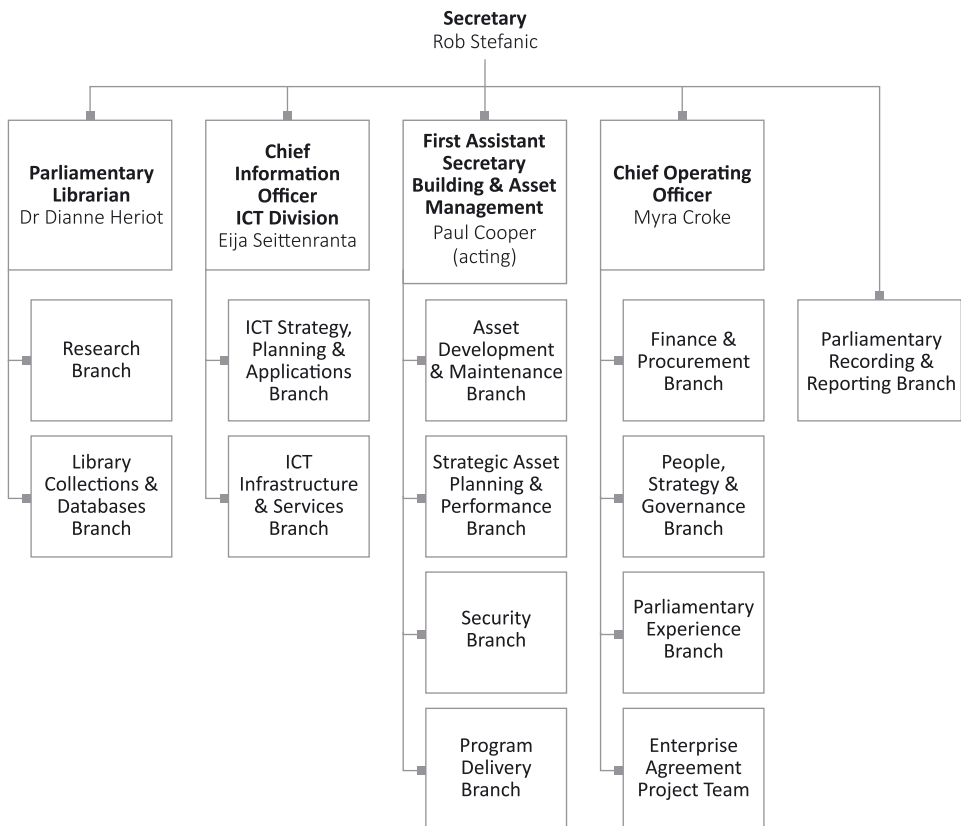 Secretary
Rob Stefanic
Parliamentary
Librarian
Dr Dianne Heriot
Chief
Information
Officer
ICT Division
Eija Seittenranta
First Assistant
Secretary
Building & Asset
Management
Paul Cooper
(acting)
Chief Operating
Officer
Myra Croke
Research
Branch
Library
Collections &
Databases
Branch
ICT Strategy,
Planning &
Applications
Branch
ICT
Infrastructure
& Services
Branch
Asset
Development
& Maintenance
Branch
Strategic Asset
Planning &
Performance
Branch
Security
Branch
Program
Delivery
Branch
Finance &
Procurement
Branch
People,
Strategy &
Governance
Branch
Parliamentary
Experience
Branch
Enterprise
Agreement
Project Team
Parliamentary
Recording &
Reporting Branch